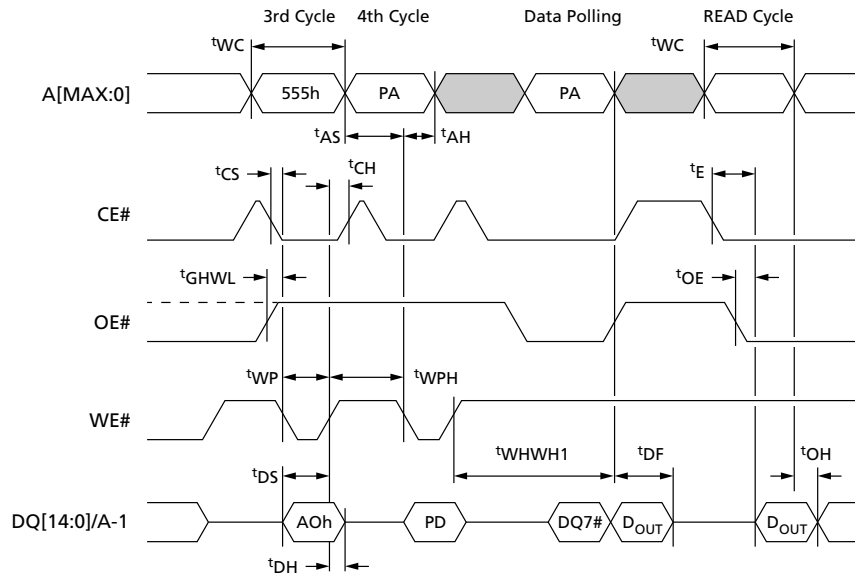 3rd Cycle 4th Cycle Data Polling READ Cycle
tWC tWC
A[MAX:0] 555h PA PA
tAS tAH
tCS tCH tE
CE#
tGHWL tOE
OE#
tWP tWPH
WE#
tWHWH1 tDF tOH
tDS
DQ[14:0]/A-1 AOh PD DQ7# DOUT DOUT
tDH